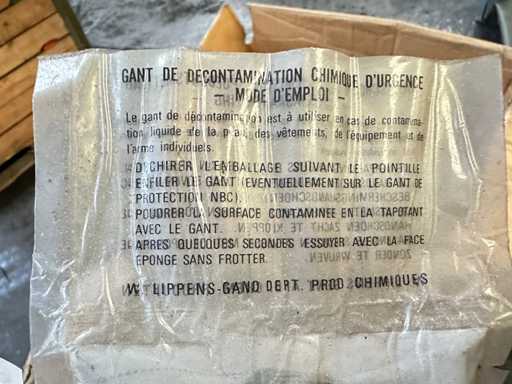 GANT DE DECONTAMINATION CHIMIQUE D'URGENCE
- MODE D'EMPLOI -
Le gant de décontamination est à utiliser en cas de contamina-
tion liquide de la peau, des vêtements, de l'équipement et de
l'arme individuels.
DECHIRER L'EMBALLAGE SUIVANT LE POINTILLE
ENFILER LE GANT (EVENTUELLEMENT SUR LE GANT DE
PROTECTION NBC).
POUDRER LA SURFACE CONTAMINEE EN LA TAPOTANT
AVEC LE GANT.
APRES QUELQUES SECONDES ESSUYER AVEC LA FACE
EPONGE SANS FROTTER.
W. LIPPENS-GAND DEPT. PROD. CHIMIQUES